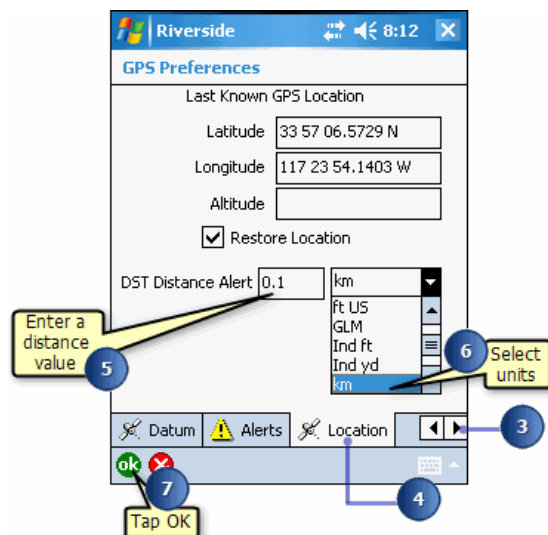 Riverside 8:12
GPS Preferences
Last Known GPS Location
Latitude 33 57 06.5729 N
Longitude 117 23 54.1403 W
Altitude
Restore Location
DST Distance Alert 0.1 km
ft US
GLM
Ind ft
Ind yd
km
Enter a
distance
value
5
6
Select
units
Datum Alerts Location
3
4
ok
7
Tap OK